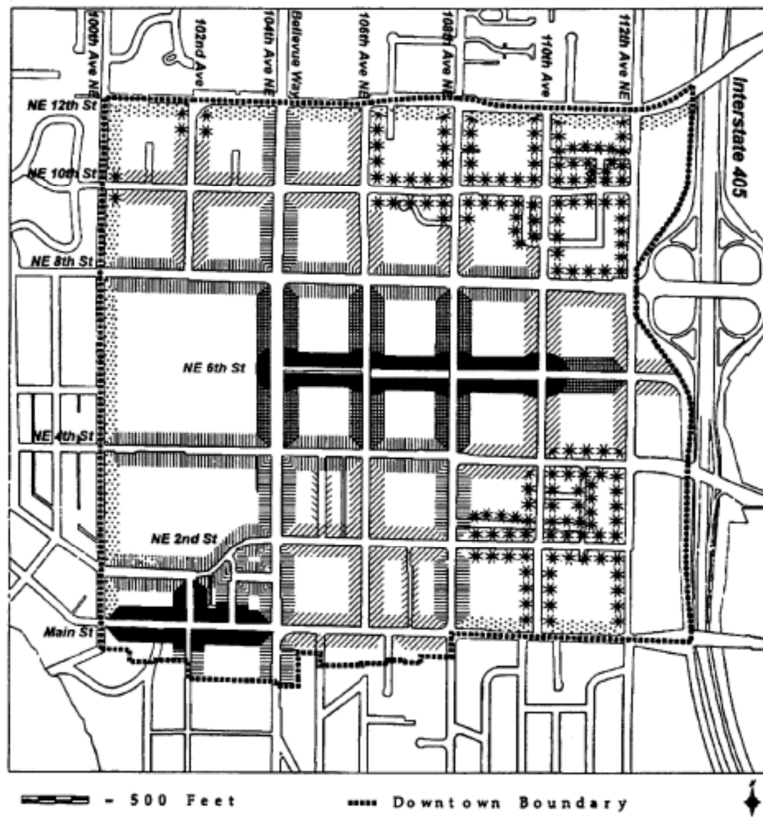 100th Ave NE
102nd Ave
104th Ave NE
Bellevue Way
106th Ave NE
108th Ave NE
110th Ave
112th Ave NE
Interstate 405
NE 12th St
NE 10th St
NE 8th St
NE 6th St
NE 4th St
NE 2nd St
Main St
- 500 Feet
Downtown Boundary